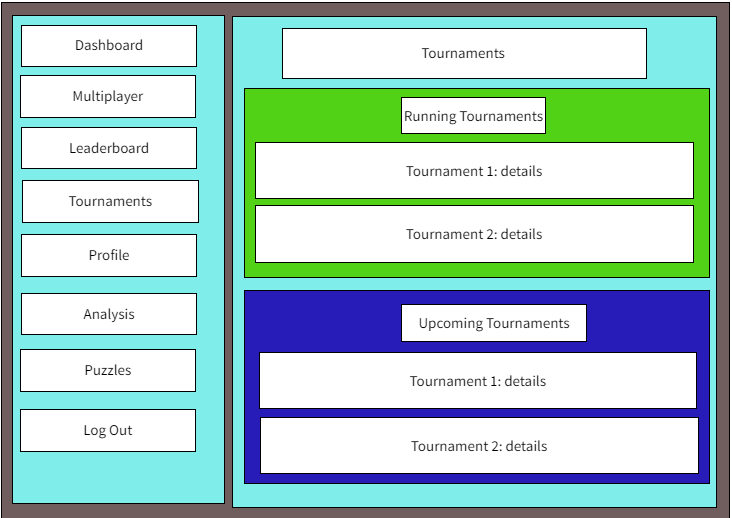 Dashboard
Multiplayer
Leaderboard
Tournaments
Profile
Analysis
Puzzles
Log Out
Tournaments
Running Tournaments
Tournament 1: details
Tournament 2: details
Upcoming Tournaments
Tournament 1: details
Tournament 2: details